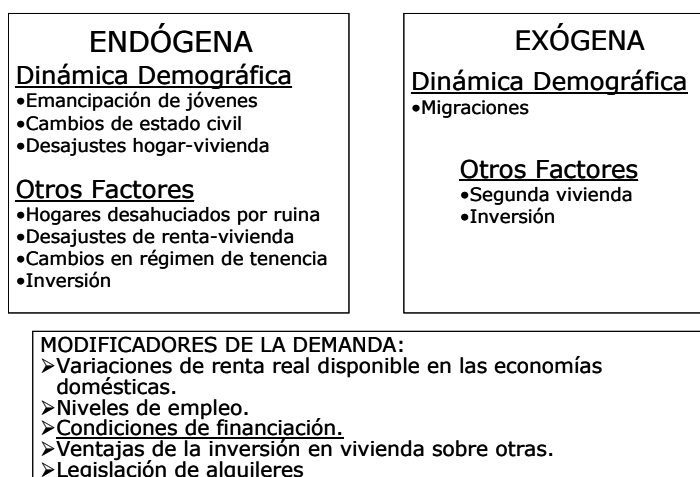 ENDÓGENA
Dinámica Demográfica
•Emancipación de jóvenes
•Cambios de estado civil
•Desajustes hogar-vivienda
Otros Factores
•Hogares desahuciados por ruina
•Desajustes de renta-vivienda
•Cambios en régimen de tenencia
•Inversión
EXÓGENA
Dinámica Demográfica
•Migraciones
Otros Factores
•Segunda vivienda
•Inversión
MODIFICADORES DE LA DEMANDA:
➢Variaciones de renta real disponible en las economías
domésticas.
➢Niveles de empleo.
➢Condiciones de financiación.
➢Ventajas de la inversión en vivienda sobre otras.
➢Legislación de alquileres